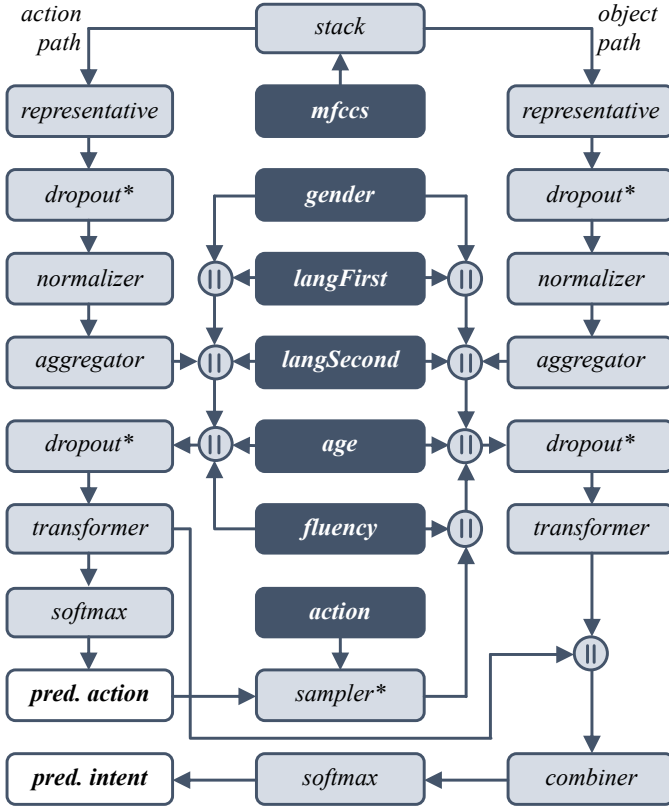 action
path
stack
object
path
representative
mfccs
representative
dropout*
gender
dropout*
normalizer
||
langFirst
||
normalizer
aggregator
||
langSecond
||
aggregator
dropout*
||
age
||
dropout*
transformer
fluency
||
transformer
softmax
action
||
pred. action
sampler*
pred. intent
softmax
combiner